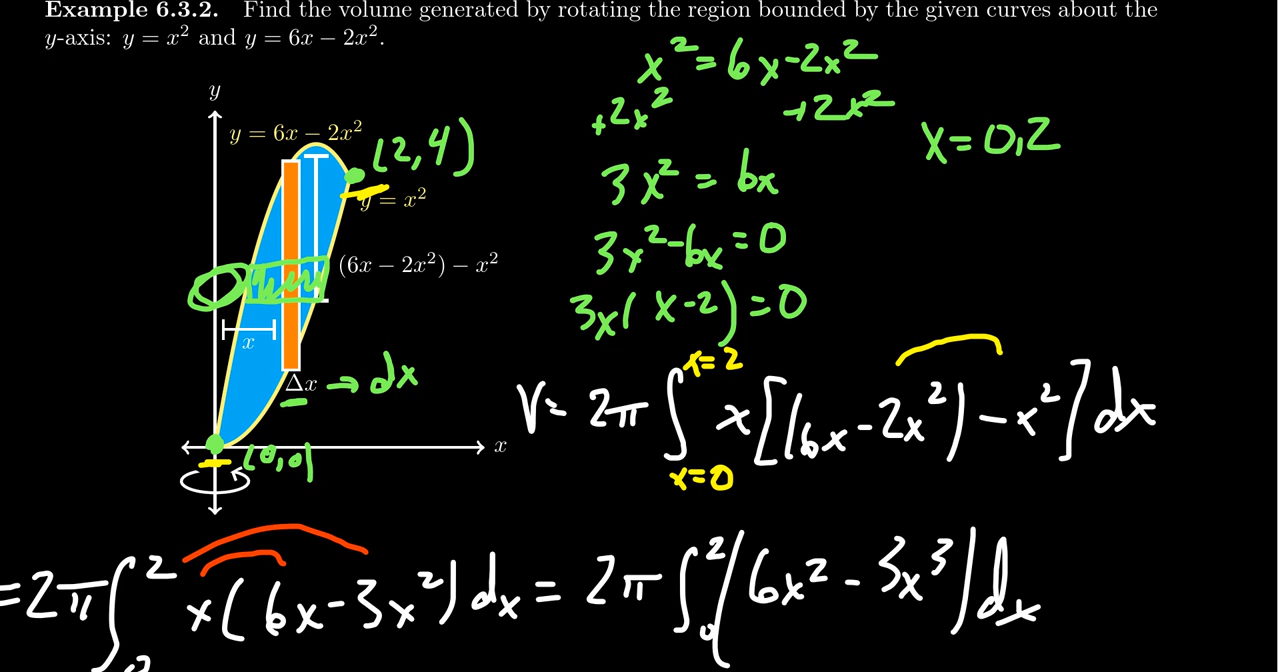 Example 6.3.2. Find the volume generated by rotating the region bounded by the given curves about the
y-axis: y = x² and y = 6x − 2x².
y
y = 6x − 2x²
(2,4)
y = x²
(6x − 2x²) − x²
x
Δx → dx
x
(0,0)
x² = 6x-2x²
+2x² +2x²
x = 0,2
3x² = 6x
3x²-6x = 0
3x(x-2) = 0
V = 2π ∫_{x=0}^{x=2} x[(6x-2x²) - x²] dx
= 2π ∫_0^2 x(6x-3x²) dx = 2π ∫_0^2 (6x² - 3x³) dx